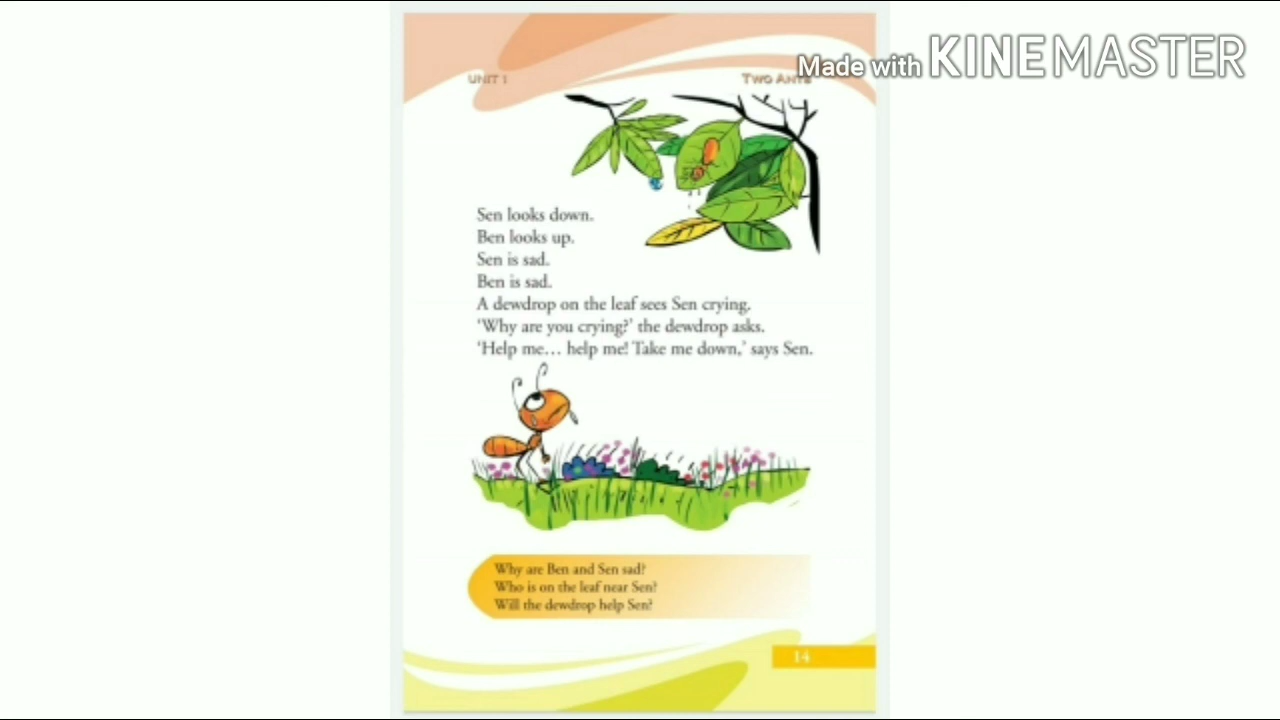 Made with KINEMASTER
UNIT 1
TWO ANTS
Sen looks down.
Ben looks up.
Sen is sad.
Ben is sad.
A dewdrop on the leaf sees Sen crying.
‘Why are you crying?’ the dewdrop asks.
‘Help me... help me! Take me down,’ says Sen.
Why are Ben and Sen sad?
Who is on the leaf near Sen?
Will the dewdrop help Sen?
14